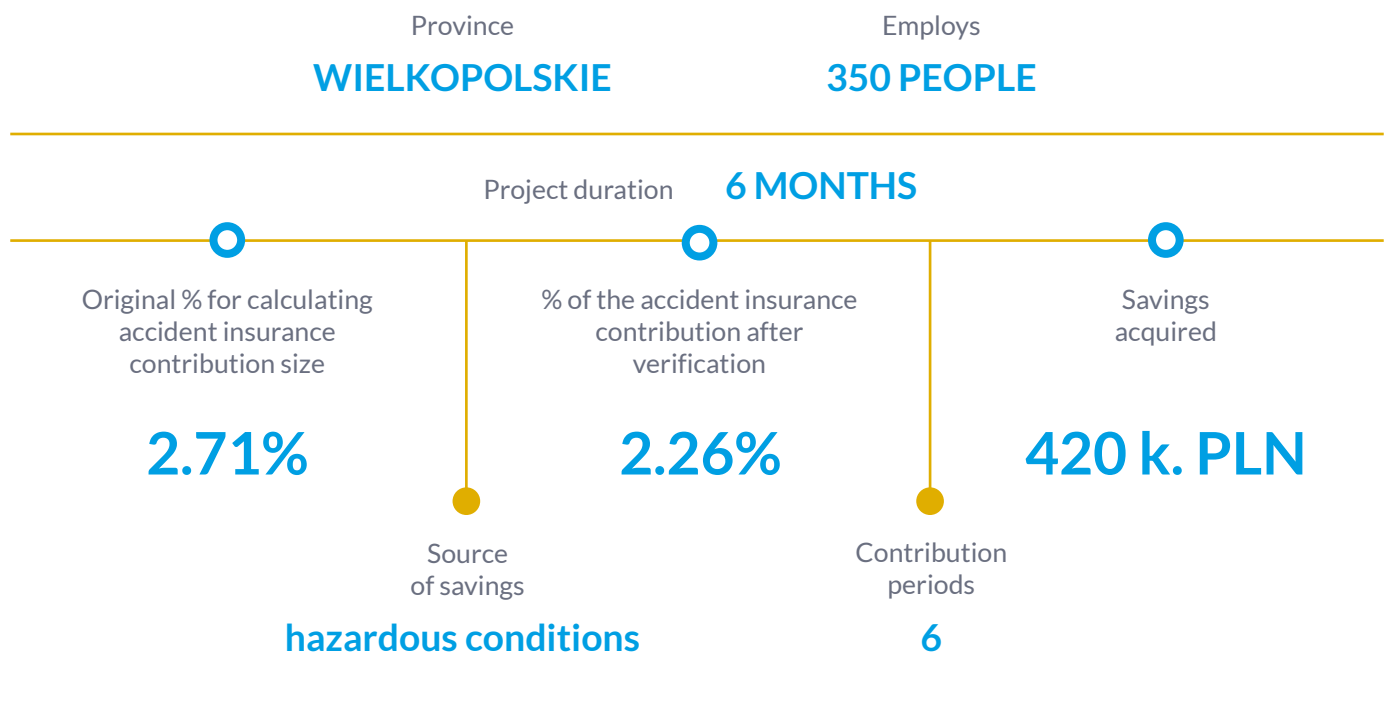 Province
WIELKOPOLSKIE
Employs
350 PEOPLE
Project duration
6 MONTHS
Original % for calculating
accident insurance
contribution size
2.71%
Source
of savings
hazardous conditions
% of the accident insurance
contribution after
verification
2.26%
Contribution
periods
6
Savings
acquired
420 k. PLN